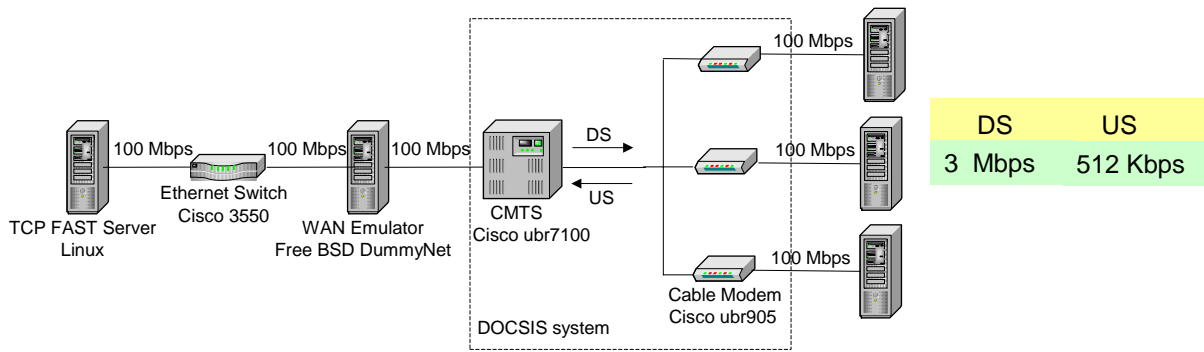 100 Mbps
100 Mbps
100 Mbps
TCP FAST Server
Linux
Ethernet Switch
Cisco 3550
WAN Emulator
Free BSD DummyNet
CMTS
Cisco ubr7100
DS
US
100 Mbps
100 Mbps
100 Mbps
Cable Modem
Cisco ubr905
DOCSIS system
DS US
3 Mbps 512 Kbps